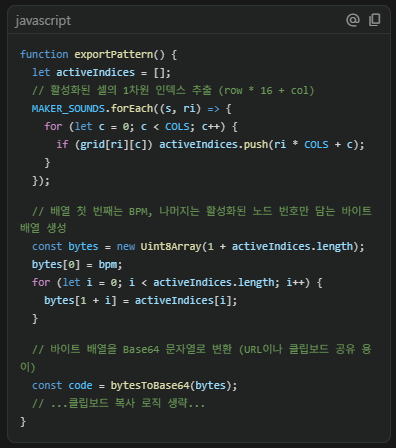 javascript
function exportPattern() {
  let activeIndices = [];
  // 활성화된 셀의 1차원 인덱스 추출 (row * 16 + col)
  MAKER_SOUNDS.forEach((s, ri) => {
    for (let c = 0; c < COLS; c++) {
      if (grid[ri][c]) activeIndices.push(ri * COLS + c);
    }
  });
  // 배열 첫 번째는 BPM, 나머지는 활성화된 노드 번호만 담는 바이트
배열 생성
  const bytes = new Uint8Array(1 + activeIndices.length);
  bytes[0] = bpm;
  for (let i = 0; i < activeIndices.length; i++) {
    bytes[1 + i] = activeIndices[i];
  }
  // 바이트 배열을 Base64 문자열로 변환 (URL이나 클립보드 공유 용
이)
  const code = bytesToBase64(bytes);
  // ...클립보드 복사 로직 생략...
}